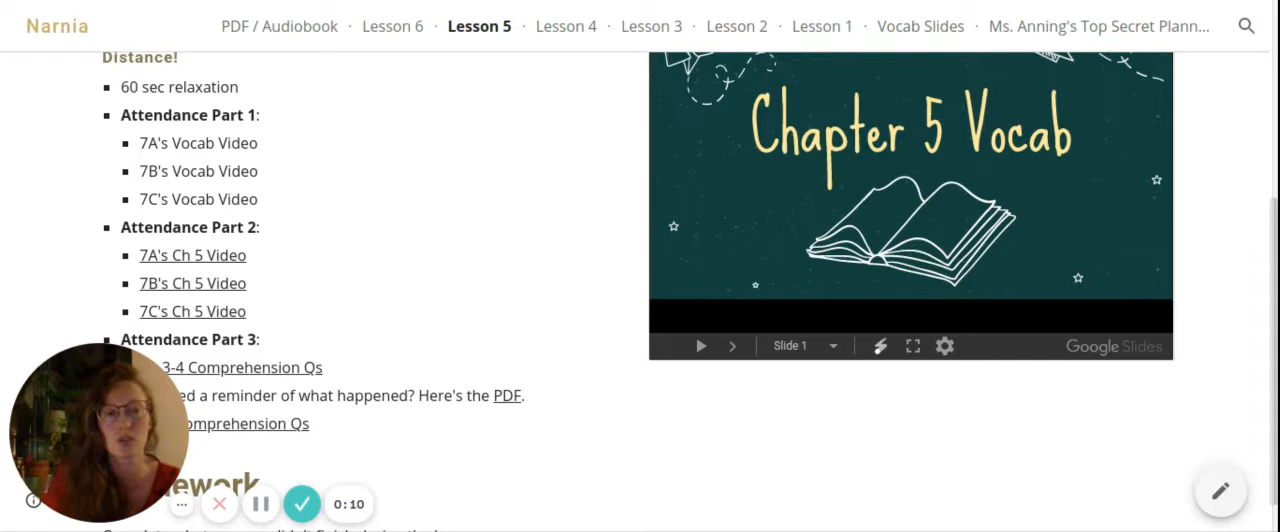 Narnia
PDF / Audiobook · Lesson 6 · Lesson 5 · Lesson 4 · Lesson 3 · Lesson 2 · Lesson 1 · Vocab Slides · Ms. Anning's Top Secret Plann...
Distance!
60 sec relaxation
Attendance Part 1:
7A's Vocab Video
7B's Vocab Video
7C's Vocab Video
Attendance Part 2:
7A's Ch 5 Video
7B's Ch 5 Video
7C's Ch 5 Video
Attendance Part 3:
3-4 Comprehension Qs
a reminder of what happened? Here's the PDF.
omprehension Qs
ework
0:10
Chapter 5 Vocab
Slide 1
Google Slides